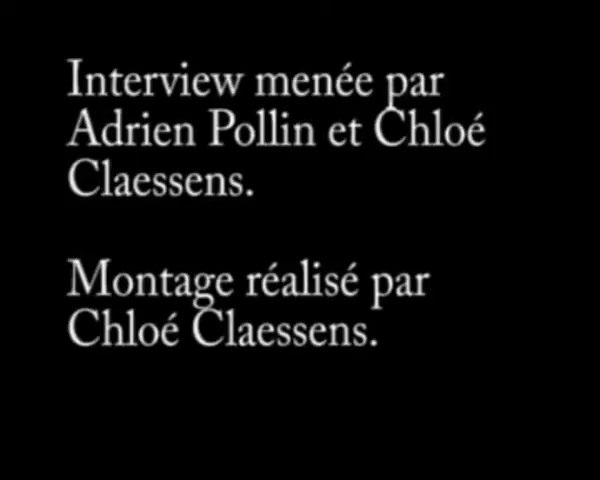 Interview menée par
Adrien Pollin et Chloé
Claessens.
Montage réalisé par
Chloé Claessens.